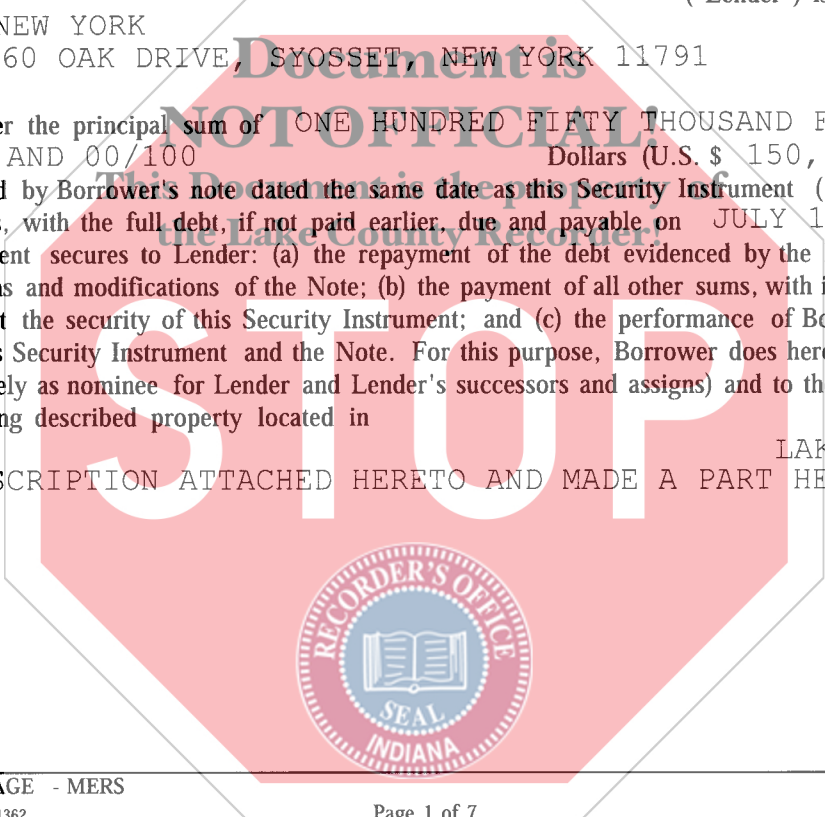 ("Lender") is
NEW YORK
60 OAK DRIVE, SYOSSET, NEW YORK 11791
Document is
NOT OFFICIAL!
This Document is the property of
the Lake County Recorder!
er the principal sum of ONE HUNDRED FIFTY THOUSAND F
AND 00/100 Dollars (U.S. $ 150,
d by Borrower's note dated the same date as this Security Instrument (
s, with the full debt, if not paid earlier, due and payable on JULY 1
ent secures to Lender: (a) the repayment of the debt evidenced by the
ns and modifications of the Note; (b) the payment of all other sums, with i
t the security of this Security Instrument; and (c) the performance of Bo
s Security Instrument and the Note. For this purpose, Borrower does here
ely as nominee for Lender and Lender's successors and assigns) and to th
ng described property located in
LAK
SCRIPTION ATTACHED HERETO AND MADE A PART HE
STOP
RECORDER'S OFFICE
SEAL
INDIANA
AGE - MERS
1362
Page 1 of 7